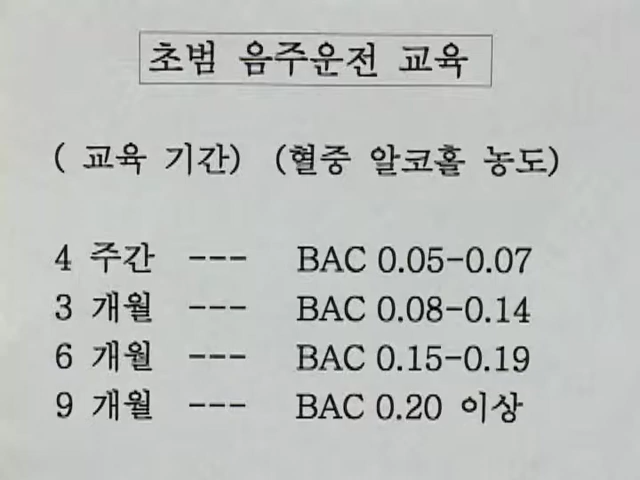 초범 음주운전 교육
( 교육 기간) (혈중 알코홀 농도)
4 주간 --- BAC 0.05-0.07
3 개월 --- BAC 0.08-0.14
6 개월 --- BAC 0.15-0.19
9 개월 --- BAC 0.20 이상